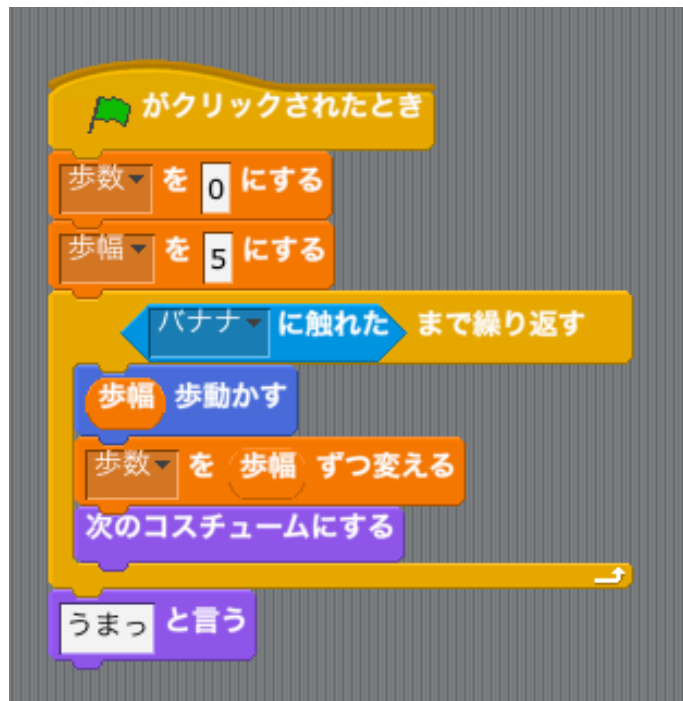 がクリックされたとき
歩数 を 0 にする
歩幅 を 5 にする
バナナ に触れた まで繰り返す
歩幅 歩動かす
歩数 を 歩幅 ずつ変える
次のコスチュームにする
うまっ と言う